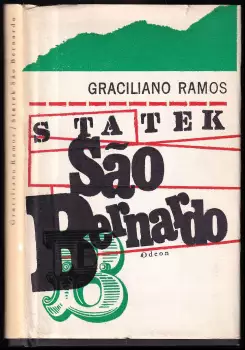 Graciliano Ramos / Statek São Bernardo
GRACILIANO RAMOS
STATEK
São
Bernardo
B
Odeon